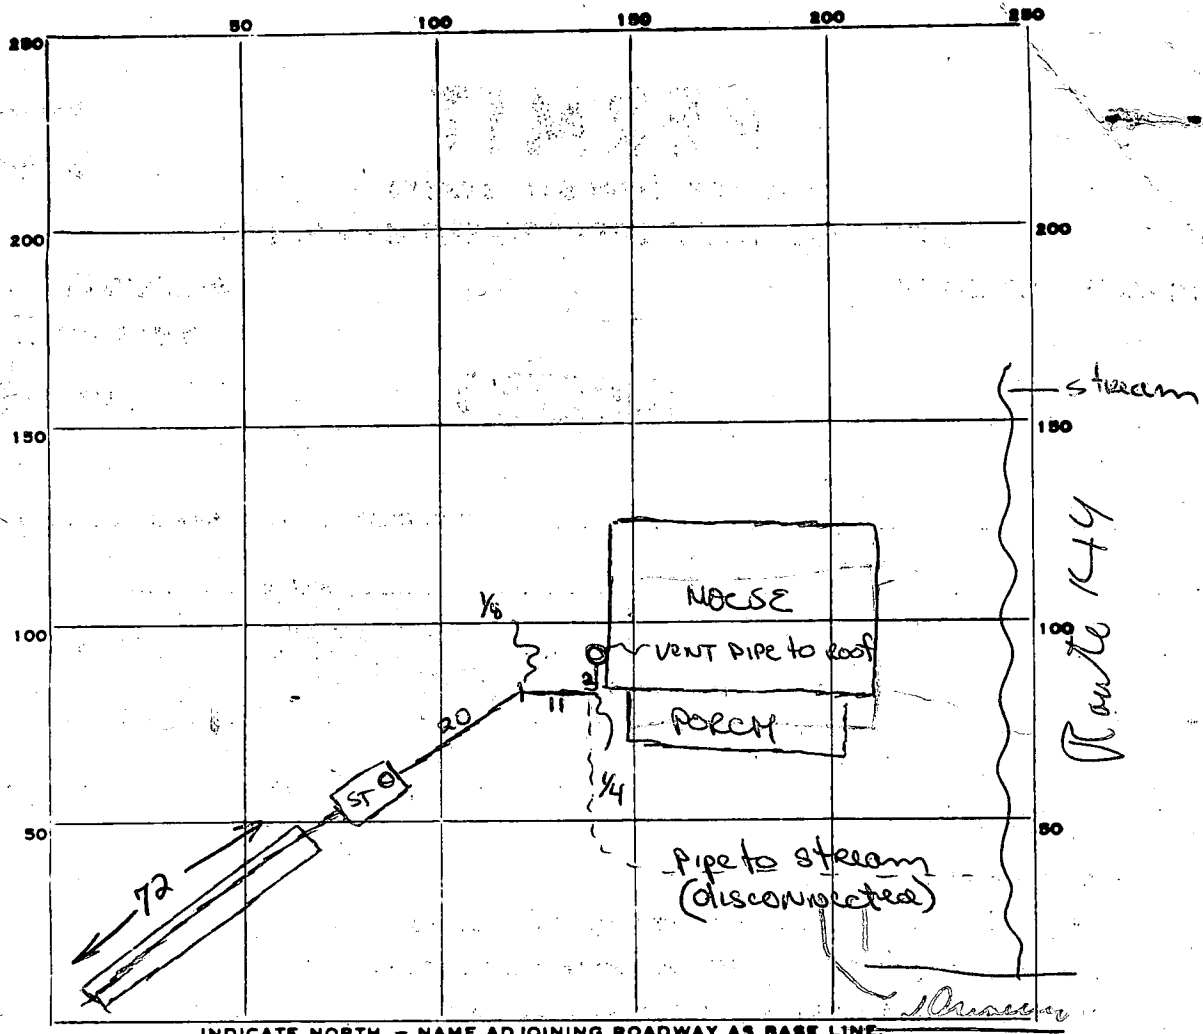 50 100 150 200 250
250
200 200
stream
150 150
Route 144
HOUSE
1/8
100 100
VENT PIPE to ROOF
2
11
PORCH
20
1/4
ST
50 50
Pipe to stream
(disconnected)
72
INDICATE NORTH - NAME ADJOINING ROADWAY AS BASE LINE